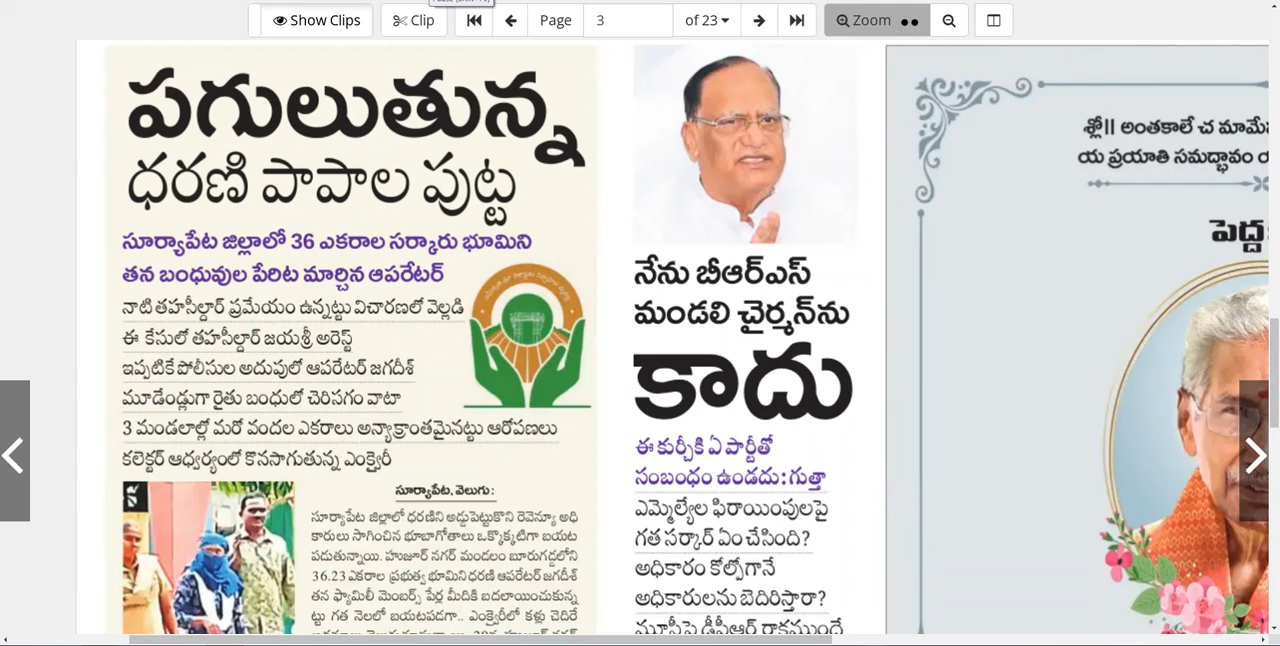 Show Clips
Clip
Page
3
of 23
Zoom
పగులుతున్న
ధరణి పాపాల పుట్ట
సూర్యాపేట జిల్లాలో 36 ఎకరాల సర్కారు భూమిని
తన బంధువుల పేరిట మార్చిన ఆపరేటర్
నాటి తహసీల్దార్ ప్రమేయం ఉన్నట్టు విచారణలో వెల్లడి
ఈ కేసులో తహసీల్దార్ జయశ్రీ అరెస్ట్
ఇప్పటికే పోలీసుల అదుపులో ఆపరేటర్ జగదీశ్
మూడేండ్లుగా రైతు బంధులో చెరిసగం వాటా
3 మండలాల్లో మరో వందల ఎకరాలు అన్యాక్రాంతమైనట్టు ఆరోపణలు
కలెక్టర్ ఆధ్వర్యంలో కొనసాగుతున్న ఎంక్వైరీ
సూర్యాపేట, వెలుగు:
సూర్యాపేట జిల్లాలో ధరణిని అడ్డుపెట్టుకొని రెవెన్యూ అధి
కారులు సాగించిన భూబాగోతాలు ఒక్కొక్కటిగా బయట
పడుతున్నాయి. హుజూర్ నగర్ మండలం బూరుగడ్డలోని
36.23 ఎకరాల ప్రభుత్వ భూమిని ధరణి ఆపరేటర్ జగదీశ్
తన ఫ్యామిలీ మెంబర్స్ పేర్ల మీదికి బదలాయించుకున్న
ట్టు గత నెలలో బయటపడగా.. ఎంక్వైరీలో కళ్లు చెదిరే
నేను బీఆర్ఎస్
మండలి చైర్మన్‌ను
కాదు
ఈ కుర్చీకి ఏ పార్టీతో
సంబంధం ఉండదు: గుత్తా
ఎమ్మెల్యేల ఫిరాయింపులపై
గత సర్కార్ ఏం చేసింది?
అధికారం కోల్పోగానే
అధికారులను బెదిరిస్తారా?
మూసీపై డీపీఆర్ రాకముందే
శ్లో॥ అంతకాలే చ మామే
య ప్రయాతి సమద్భావం
పెద్ద